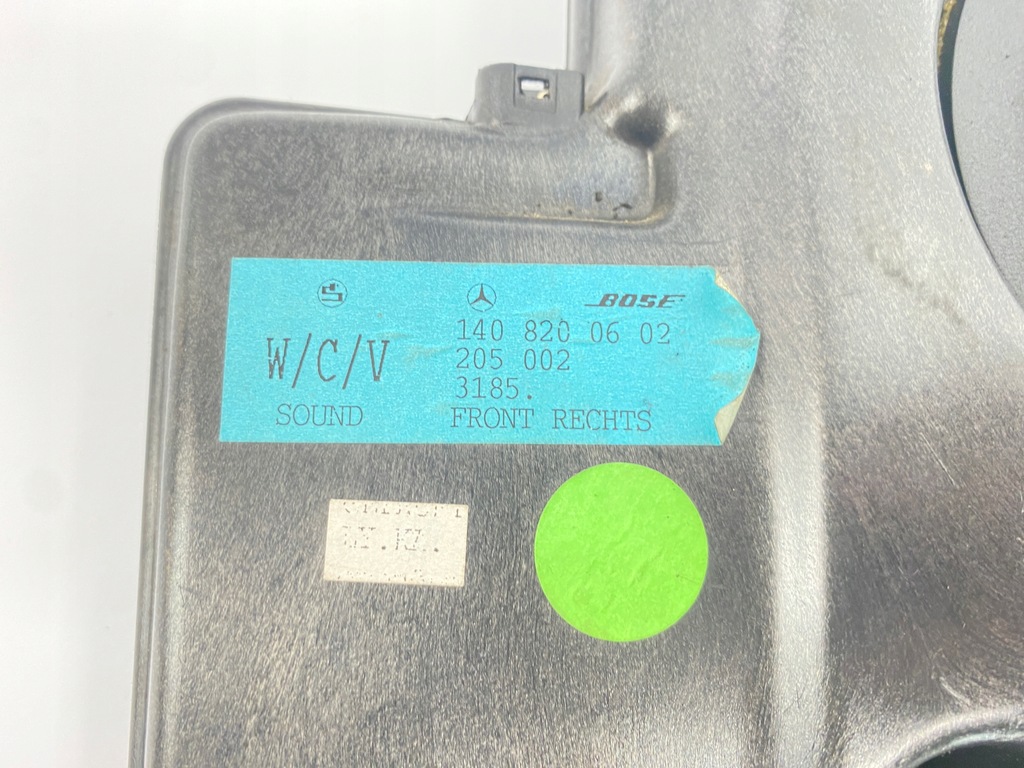 BOSE
W/C/V
SOUND
140 820 06 02
205 002
3185.
FRONT RECHTS